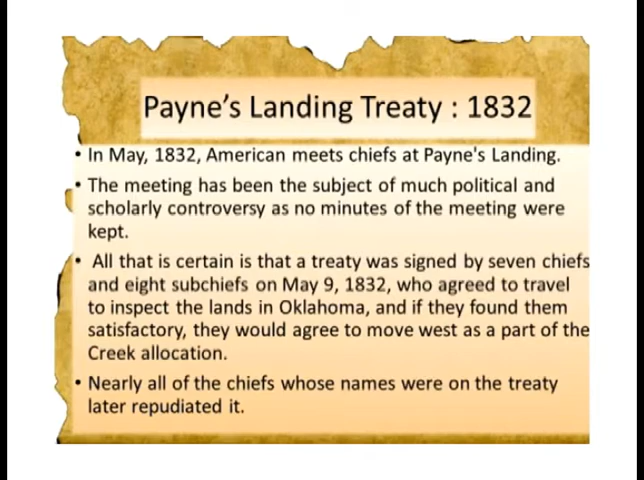 Payne's Landing Treaty : 1832
• In May, 1832, American meets chiefs at Payne's Landing.
• The meeting has been the subject of much political and
scholarly controversy as no minutes of the meeting were
kept.
• All that is certain is that a treaty was signed by seven chiefs
and eight subchiefs on May 9, 1832, who agreed to travel
to inspect the lands in Oklahoma, and if they found them
satisfactory, they would agree to move west as a part of the
Creek allocation.
• Nearly all of the chiefs whose names were on the treaty
later repudiated it.